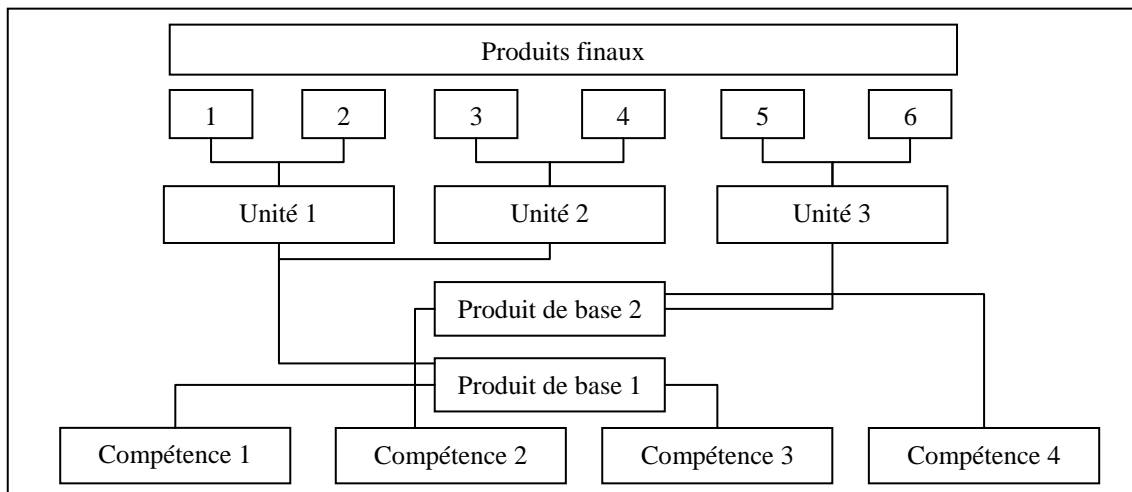 Produits finaux
1 2 3 4 5 6
Unité 1 Unité 2 Unité 3
Produit de base 2
Produit de base 1
Compétence 1 Compétence 2 Compétence 3 Compétence 4